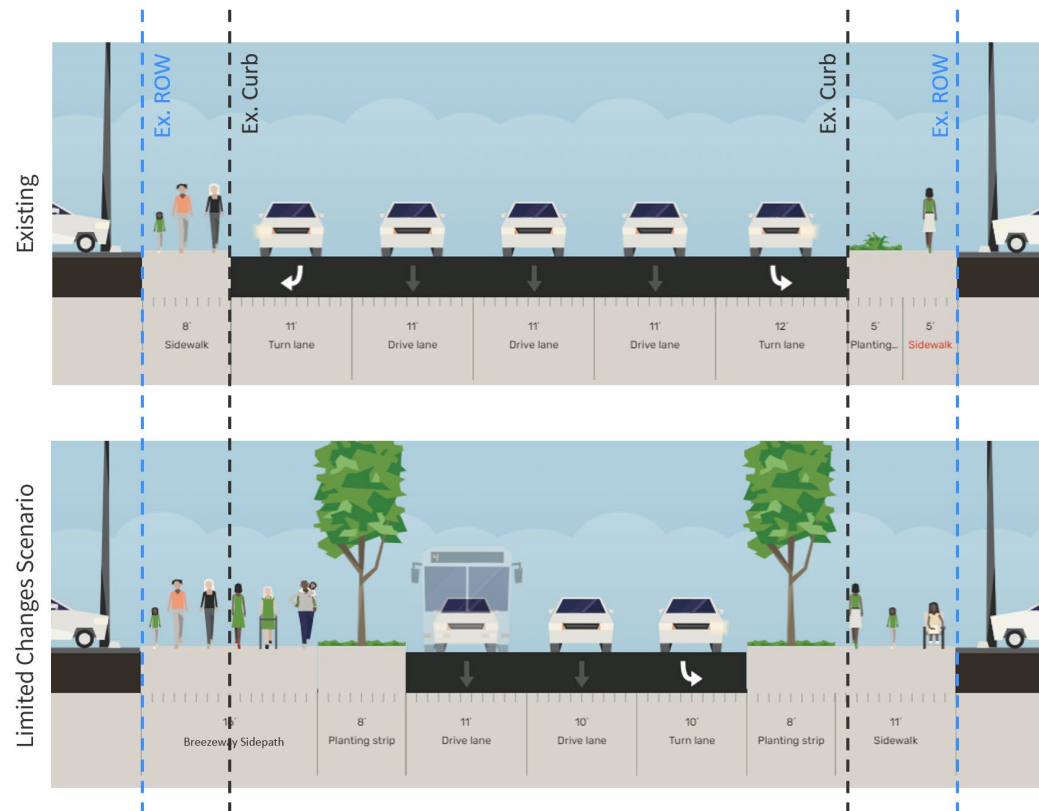 Ex. ROW
Ex. Curb
Ex. Curb
Ex. ROW
Existing
8'
Sidewalk
11'
Turn lane
11'
Drive lane
11'
Drive lane
11'
Drive lane
12'
Turn lane
5'
Planting...
5'
Sidewalk
Limited Changes Scenario
4
16'
Breezeway Sidepath
8'
Planting strip
11'
Drive lane
10'
Drive lane
10'
Turn lane
8'
Planting strip
11'
Sidewalk